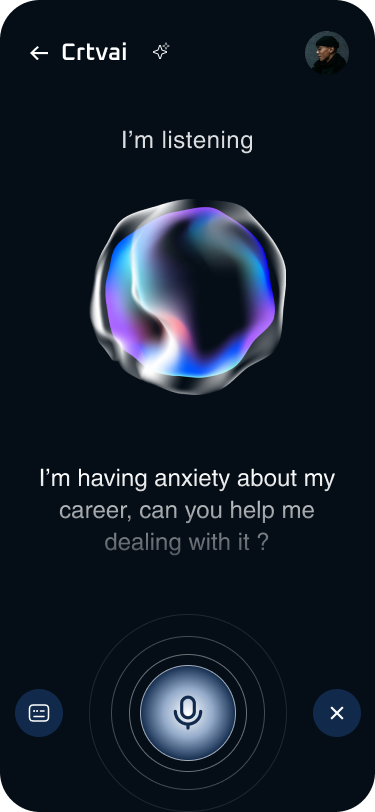 Crtvai
I'm listening
I'm having anxiety about my
career, can you help me
dealing with it ?